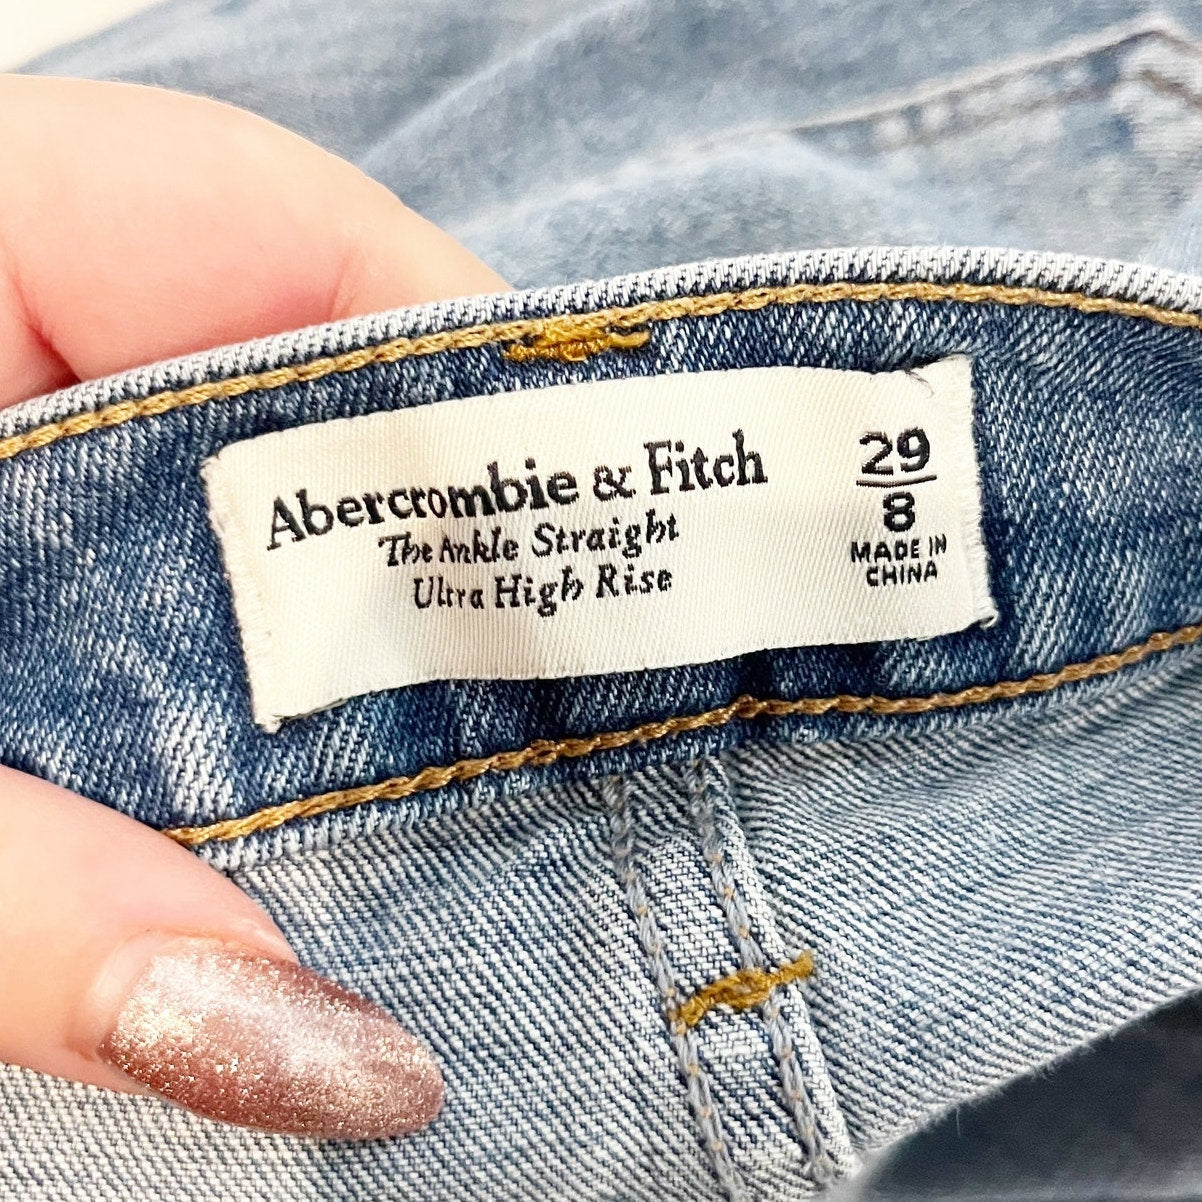 Abercrombie & Fitch
The Ankle Straight
Ultra High Rise
29
8
MADE IN
CHINA